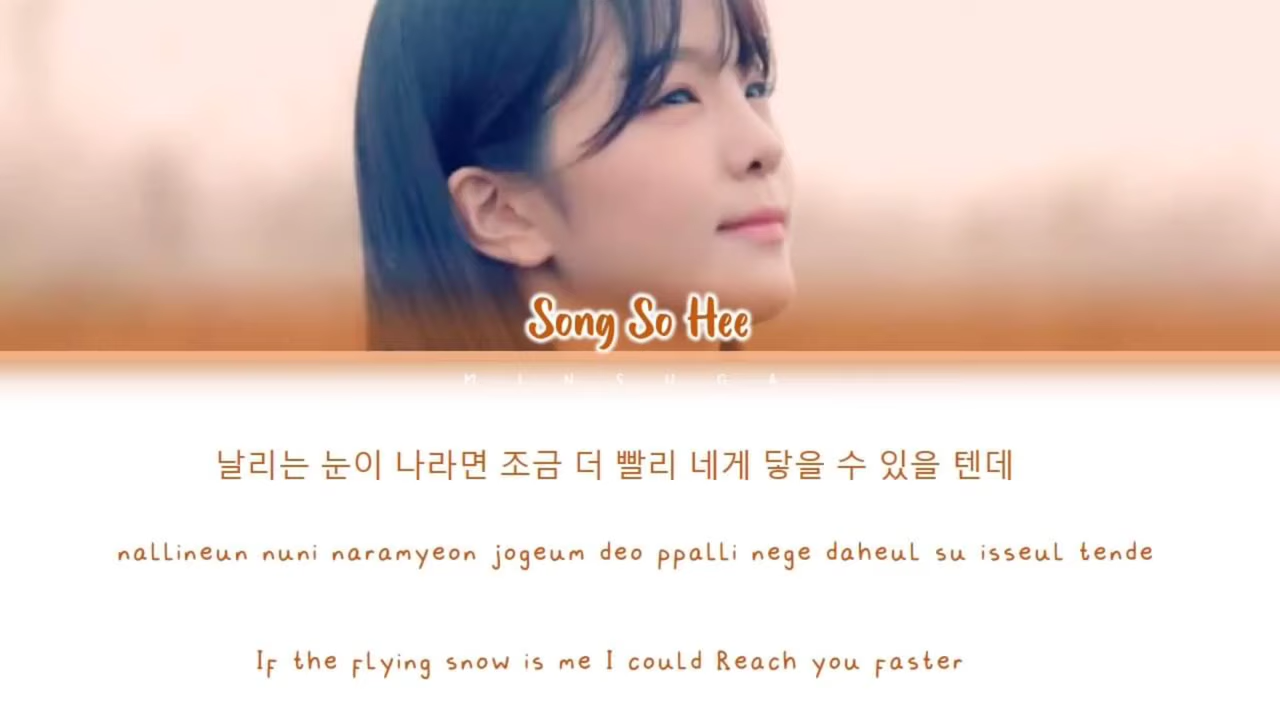 Song So Hee
MINSUGA
날리는 눈이 나라면 조금 더 빨리 네게 닿을 수 있을 텐데
nallineun nuni naramyeon jogeum deo ppalli nege daheul su isseul tende
If the flying snow is me I could Reach you faster